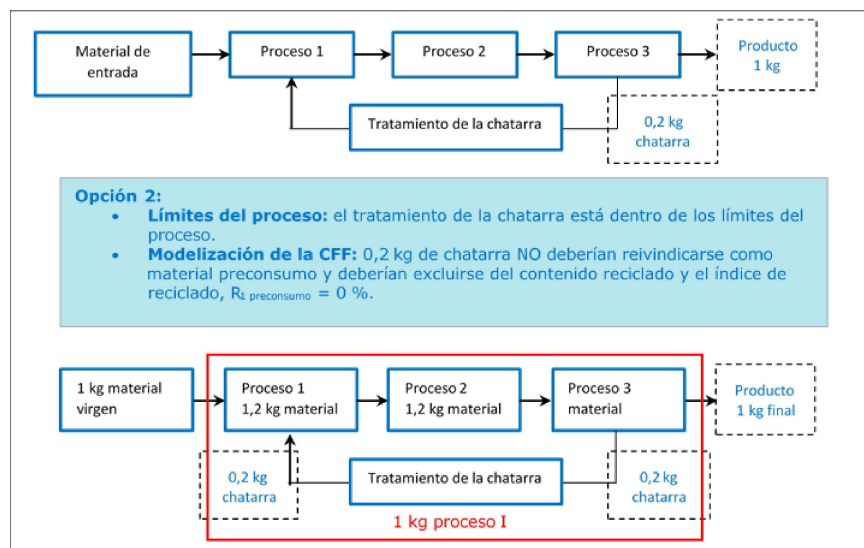 Material de
entrada
Proceso 1
Proceso 2
Proceso 3
Producto
1 kg
Tratamiento de la chatarra
0,2 kg
chatarra
Opción 2:
• Límites del proceso: el tratamiento de la chatarra está dentro de los límites del
proceso.
• Modelización de la CFF: 0,2 kg de chatarra NO deberían reivindicarse como
material preconsumo y deberían excluirse del contenido reciclado y el índice de
reciclado, R1 preconsumo = 0 %.
1 kg material
virgen
Proceso 1
1,2 kg material
Proceso 2
1,2 kg material
Proceso 3
material
Producto
1 kg final
0,2 kg
chatarra
Tratamiento de la chatarra
0,2 kg
chatarra
1 kg proceso I